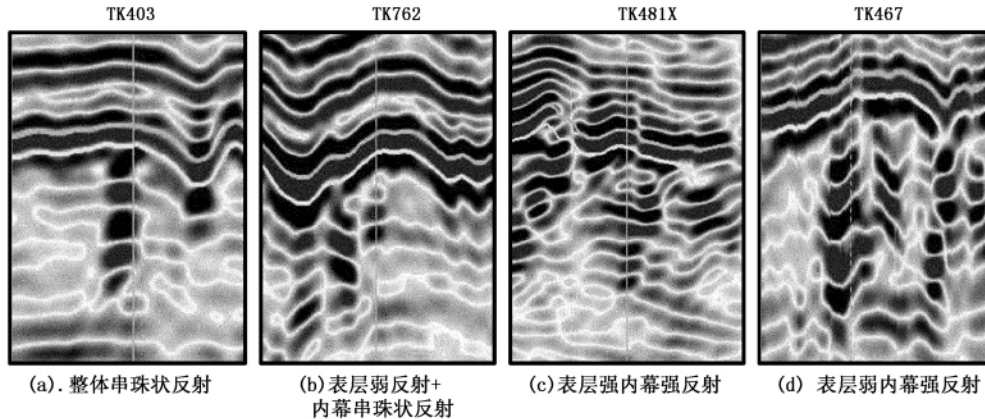 TK403
TK762
TK481X
TK467
(a).整体串珠状反射
(b)表层弱反射+
内幕串珠状反射
(c)表层强内幕强反射
(d) 表层弱内幕强反射